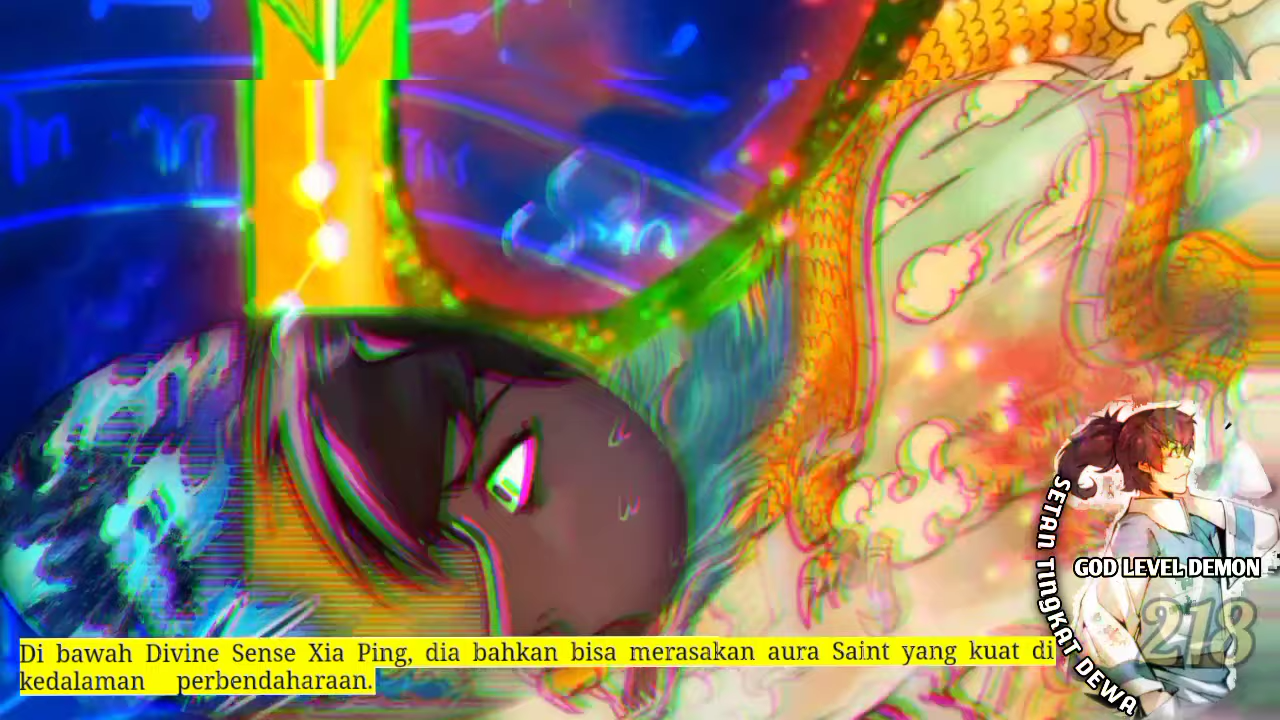 Di bawah Divine Sense Xia Ping, dia bahkan bisa merasakan aura Saint yang kuat di
kedalaman perbendaharaan.
SETAN TINGKAT DEWA
GOD LEVEL DEMON
218